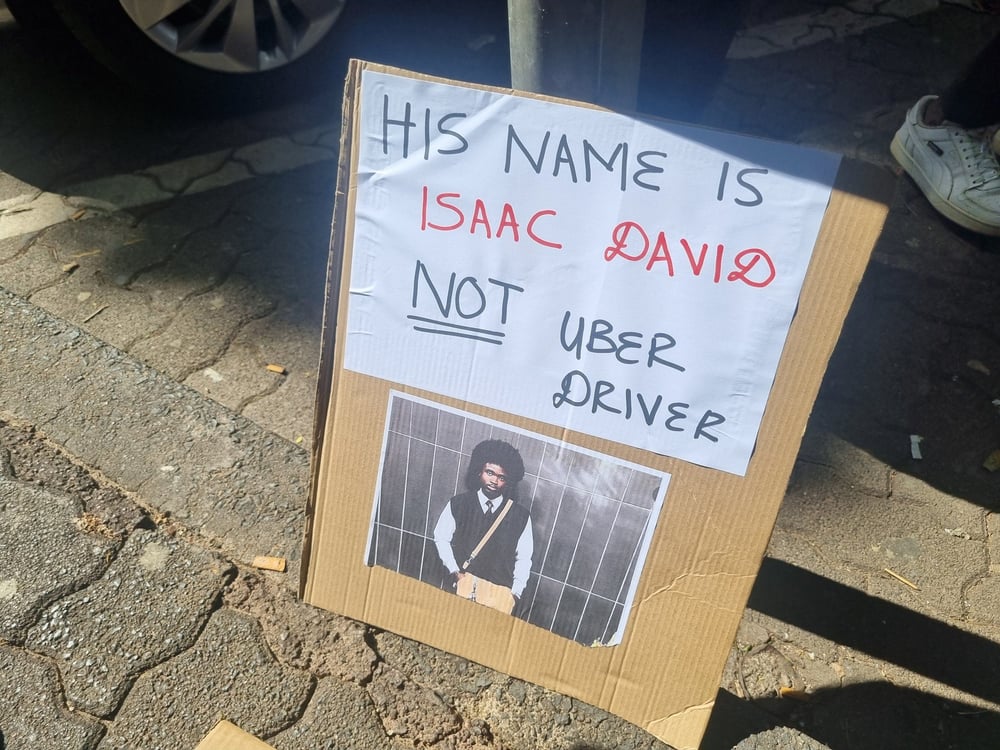 HIS NAME IS
ISAAC DAVID
NOT UBER
DRIVER